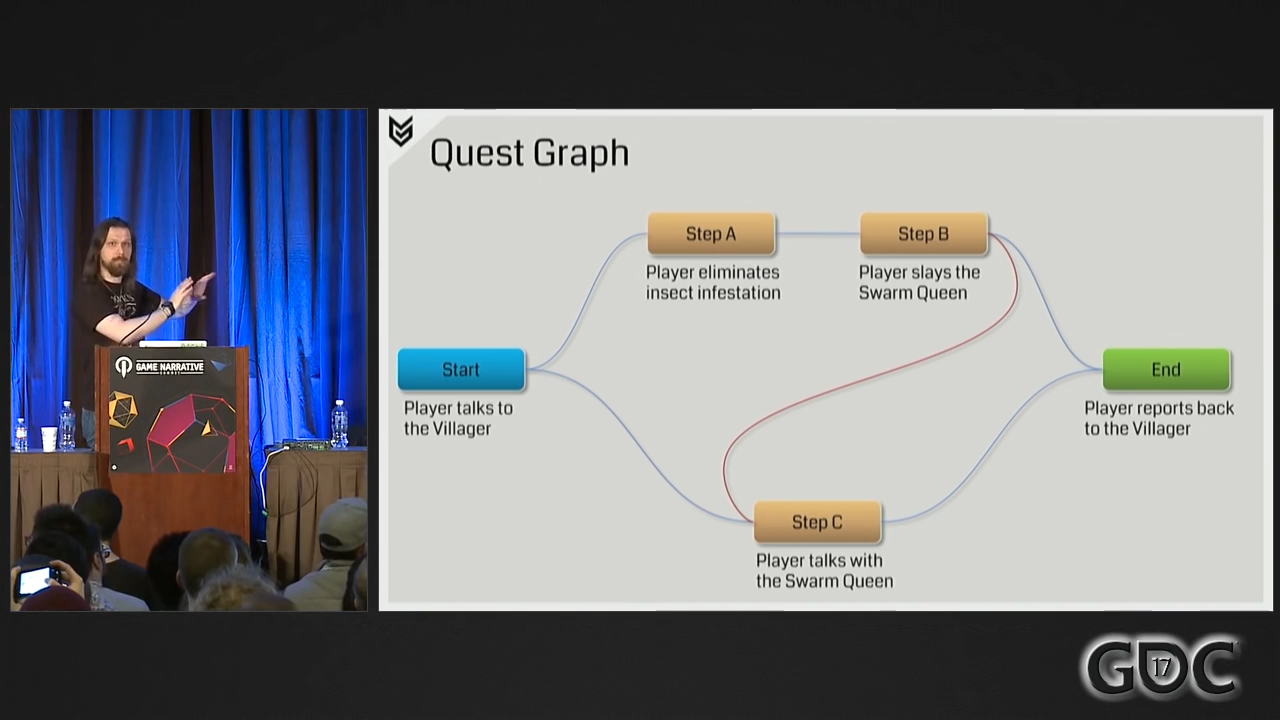 Quest Graph
Step A
Step B
Player eliminates
insect infestation
Player slays the
Swarm Queen
Start
End
Player talks to
the Villager
Player reports back
to the Villager
Step C
Player talks with
the Swarm Queen
GAME NARRATIVE
SUMMIT
GDC
17